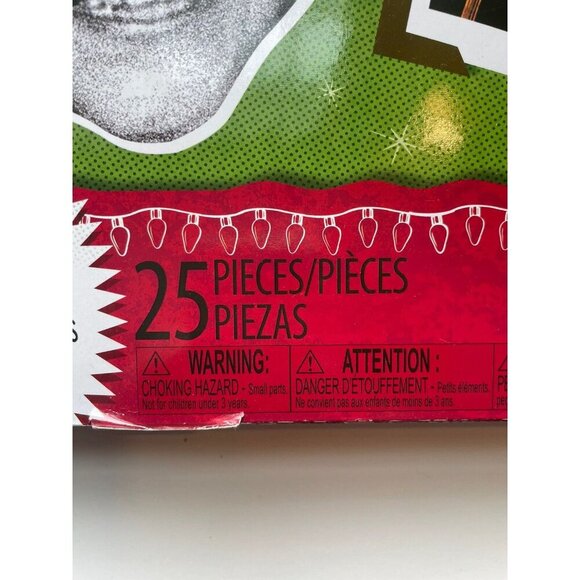 25 PIECES/PIÈCES
PIEZAS
WARNING:
CHOKING HAZARD - Small parts.
Not for children under 3 years.
ATTENTION :
DANGER D'ÉTOUFFEMENT - Petits éléments.
Ne convient pas aux enfants de moins de 3 ans.